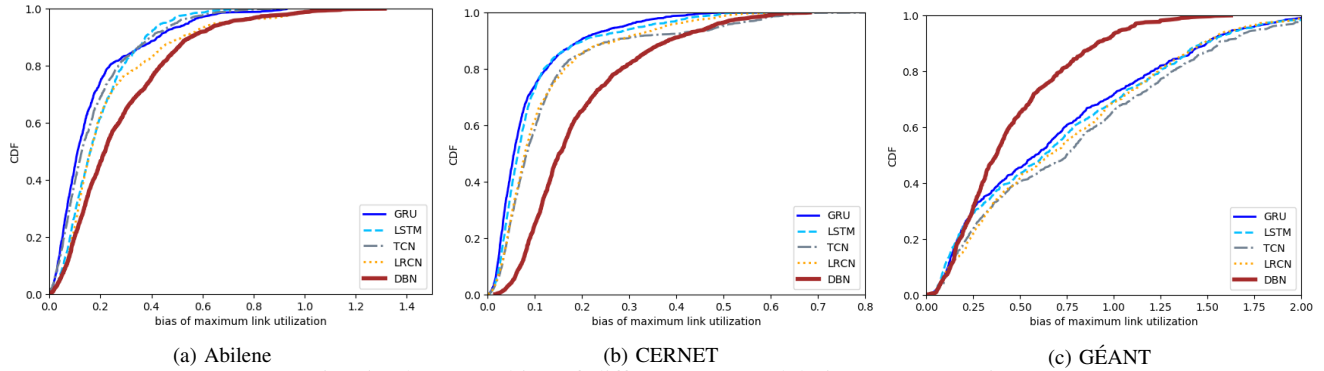 CDF
1.0
0.8
0.6
0.4
0.2
0.0
GRU
LSTM
TCN
LRCN
DBN
0.0 0.2 0.4 0.6 0.8 1.0 1.2 1.4
bias of maximum link utilization
(a) Abilene
CDF
1.0
0.8
0.6
0.4
0.2
0.0
GRU
LSTM
TCN
LRCN
DBN
0.0 0.1 0.2 0.3 0.4 0.5 0.6 0.7 0.8
bias of maximum link utilization
(b) CERNET
CDF
1.0
0.8
0.6
0.4
0.2
0.0
GRU
LSTM
TCN
LRCN
DBN
0.00 0.25 0.50 0.75 1.00 1.25 1.50 1.75 2.00
bias of maximum link utilization
(c) GÉANT